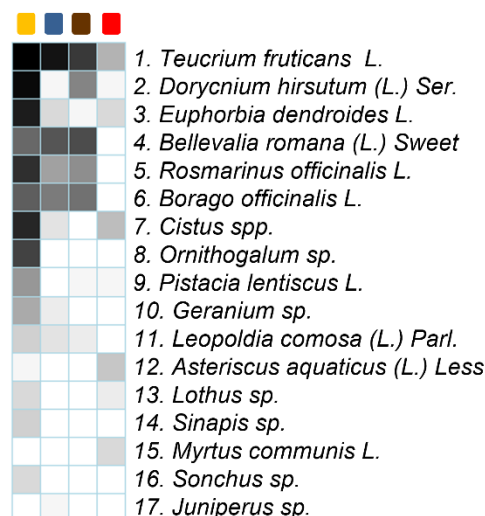 1. Teucrium fruticans L.
2. Dorycnium hirsutum (L.) Ser.
3. Euphorbia dendroides L.
4. Bellevalia romana (L.) Sweet
5. Rosmarinus officinalis L.
6. Borago officinalis L.
7. Cistus spp.
8. Ornithogalum sp.
9. Pistacia lentiscus L.
10. Geranium sp.
11. Leopoldia comosa (L.) Parl.
12. Asteriscus aquaticus (L.) Less
13. Lothus sp.
14. Sinapis sp.
15. Myrtus communis L.
16. Sonchus sp.
17. Juniperus sp.